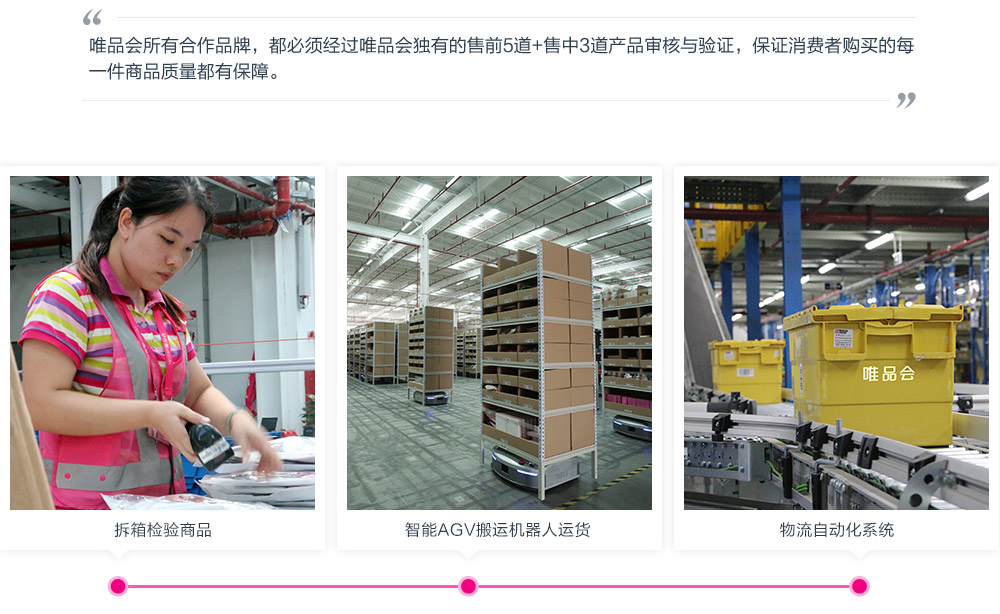 唯品会所有合作品牌，都必须经过唯品会独有的售前5道+售中3道产品审核与验证，保证消费者购买的每
一件商品质量都有保障。
唯品会
拆箱检验商品
智能AGV搬运机器人运货
物流自动化系统